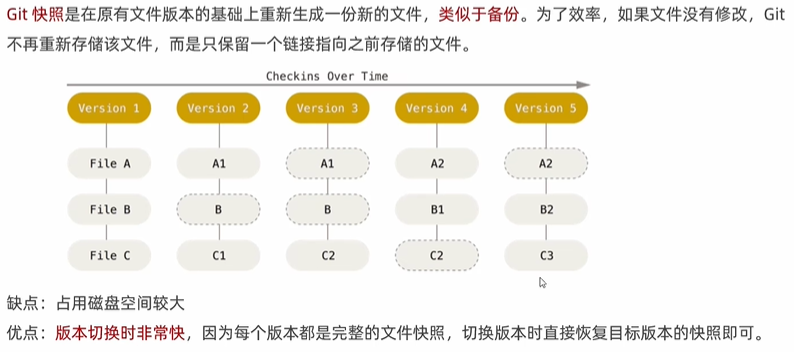 Git 快照是在原有文件版本的基础上重新生成一份新的文件，类似于备份。为了效率，如果文件没有修改，Git
不再重新存储该文件，而是只保留一个链接指向之前存储的文件。
Checkins Over Time
Version 1 Version 2 Version 3 Version 4 Version 5
File A A1 A1 A2 A2
File B B B B1 B2
File C C1 C2 C2 C3
缺点：占用磁盘空间较大
优点：版本切换时非常快，因为每个版本都是完整的文件快照，切换版本时直接恢复目标版本的快照即可。